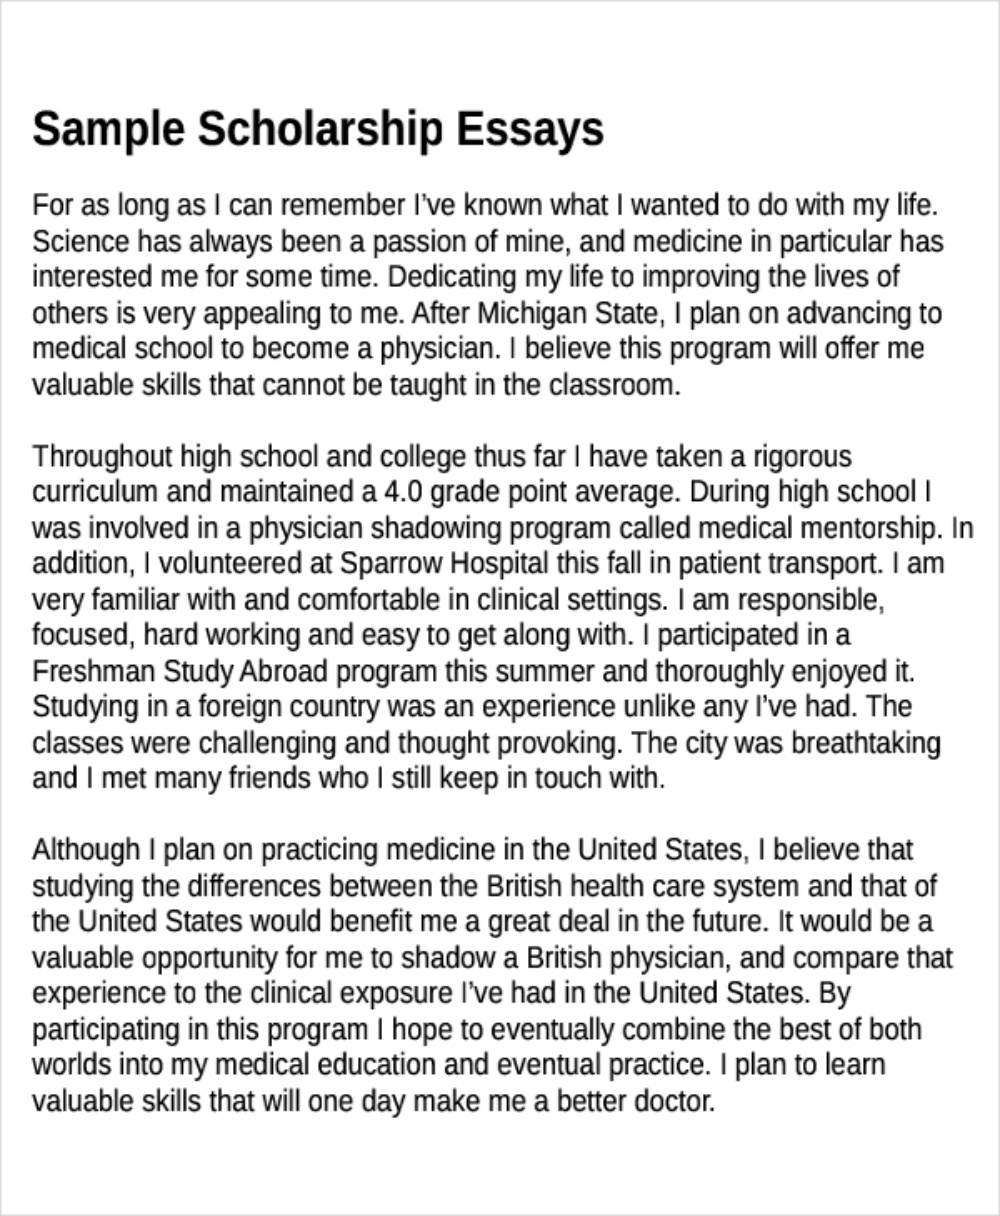 Sample Scholarship Essays
For as long as I can remember I’ve known what I wanted to do with my life.
Science has always been a passion of mine, and medicine in particular has
interested me for some time. Dedicating my life to improving the lives of
others is very appealing to me. After Michigan State, I plan on advancing to
medical school to become a physician. I believe this program will offer me
valuable skills that cannot be taught in the classroom.
Throughout high school and college thus far I have taken a rigorous
curriculum and maintained a 4.0 grade point average. During high school I
was involved in a physician shadowing program called medical mentorship. In
addition, I volunteered at Sparrow Hospital this fall in patient transport. I am
very familiar with and comfortable in clinical settings. I am responsible,
focused, hard working and easy to get along with. I participated in a
Freshman Study Abroad program this summer and thoroughly enjoyed it.
Studying in a foreign country was an experience unlike any I’ve had. The
classes were challenging and thought provoking. The city was breathtaking
and I met many friends who I still keep in touch with.
Although I plan on practicing medicine in the United States, I believe that
studying the differences between the British health care system and that of
the United States would benefit me a great deal in the future. It would be a
valuable opportunity for me to shadow a British physician, and compare that
experience to the clinical exposure I’ve had in the United States. By
participating in this program I hope to eventually combine the best of both
worlds into my medical education and eventual practice. I plan to learn
valuable skills that will one day make me a better doctor.